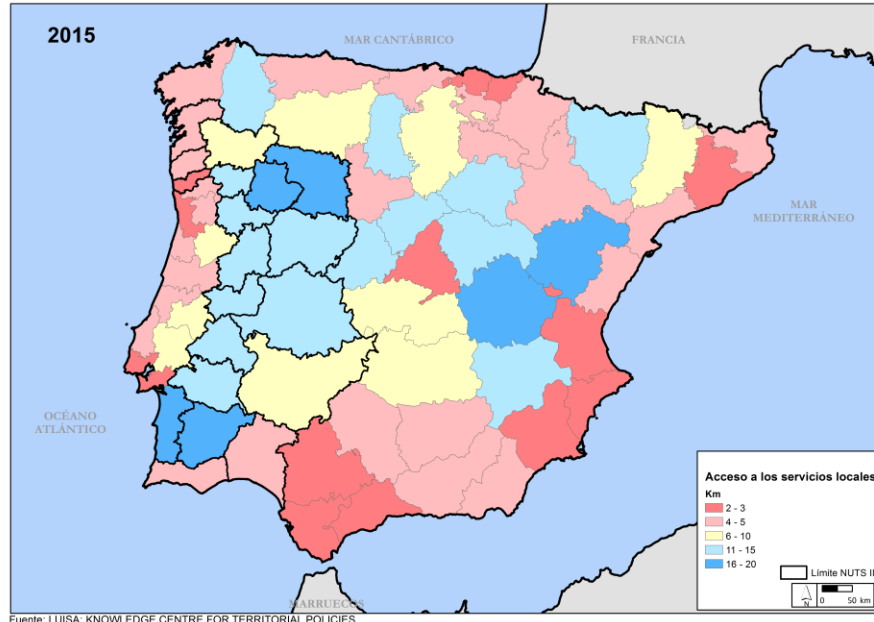 2015
MAR CANTÁBRICO
FRANCIA
MAR
MEDITERRÁNEO
OCÉANO
ATLÁNTICO
MARRUECOS
Acceso a los servicios locales
Km
2 - 3
4 - 5
6 - 10
11 - 15
16 - 20
Límite NUTS II
N
0 50 km
Fuente: LUISA; KNOWLEDGE CENTRE FOR TERRITORIAL POLICIES